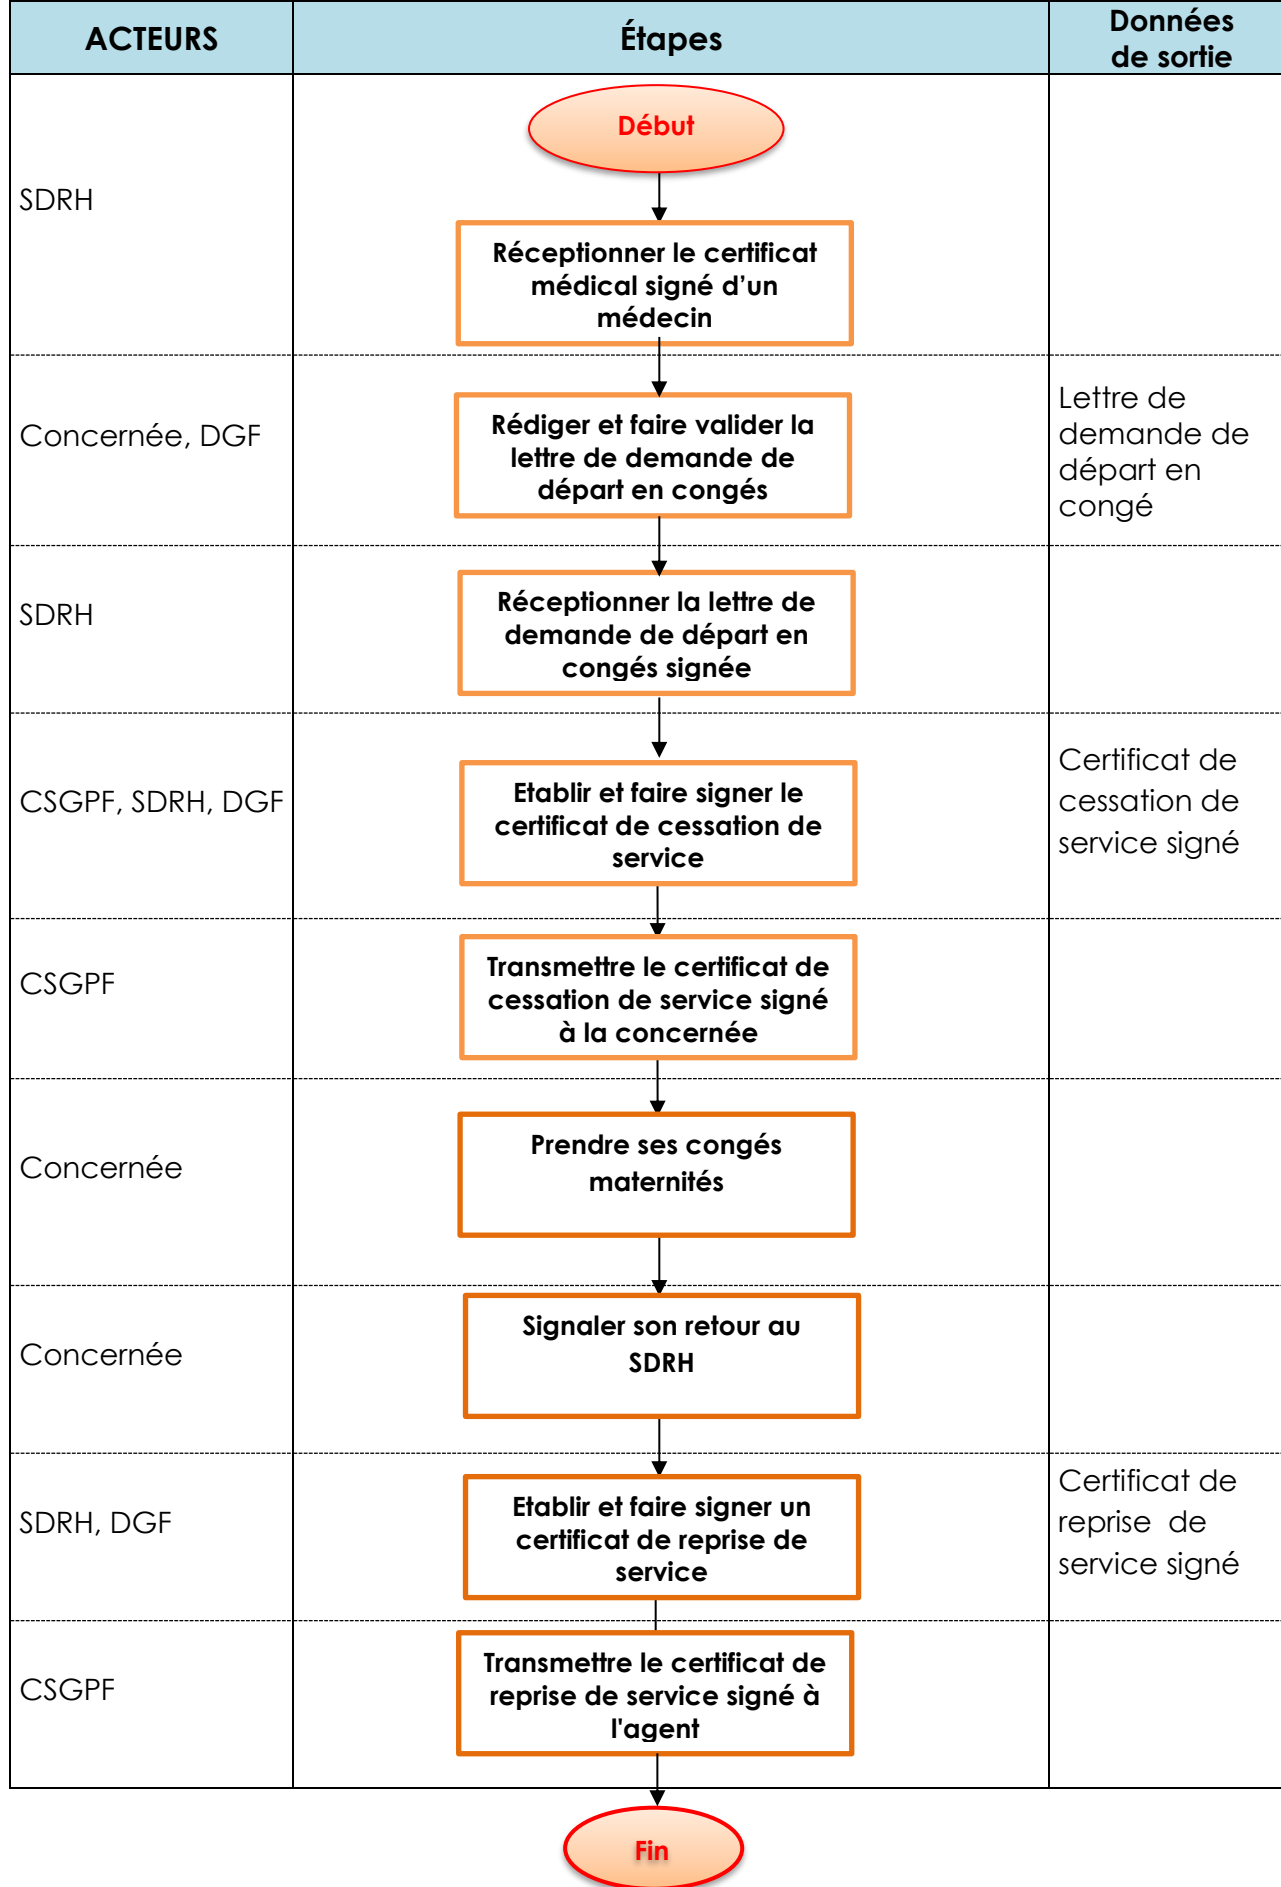 ACTEURS
Étapes
Données
de sortie
Début
SDRH
Réceptionner le certificat
médical signé d’un
médecin
Concernée, DGF
Rédiger et faire valider la
lettre de demande de
départ en congés
Lettre de
demande de
départ en
congé
SDRH
Réceptionner la lettre de
demande de départ en
congés signée
CSGPF, SDRH, DGF
Etablir et faire signer le
certificat de cessation de
service
Certificat de
cessation de
service signé
CSGPF
Transmettre le certificat de
cessation de service signé
à la concernée
Concernée
Prendre ses congés
maternités
Concernée
Signaler son retour au
SDRH
SDRH, DGF
Etablir et faire signer un
certificat de reprise de
service
Certificat de
reprise de
service signé
CSGPF
Transmettre le certificat de
reprise de service signé à
l'agent
Fin